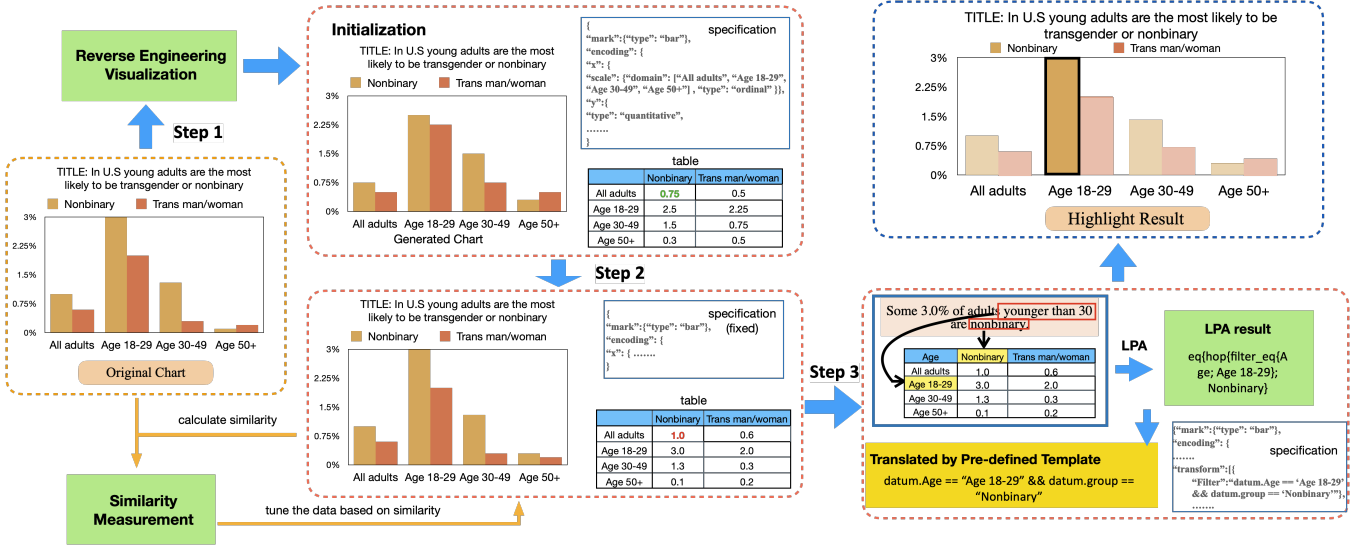 Reverse Engineering
Visualization
Step 1
TITLE: In U.S young adults are the most
likely to be transgender or nonbinary
Nonbinary
Trans man/woman
3%
2.25%
1.5%
0.75%
0%
All adults
Age 18-29
Age 30-49
Age 50+
Original Chart
calculate similarity
Similarity
Measurement
tune the data based on similarity
Initialization
TITLE: In U.S young adults are the most
likely to be transgender or nonbinary
Nonbinary
Trans man/woman
3%
2.25%
1.5%
0.75%
0%
All adults
Age 18-29
Age 30-49
Age 50+
Generated Chart
specification
{
“mark”:{“type”: “bar”},
“encoding”: {
“x”: {
“scale”: {“domain”: [“All adults”, “Age 18-29”,
“Age 30-49”, “Age 50+”] , “type”: “ordinal” }},
“y”:{
“type”: “quantitative”,
.......
}
table
Nonbinary Trans man/woman
All adults 0.75 0.5
Age 18-29 2.5 2.25
Age 30-49 1.5 0.75
Age 50+ 0.3 0.5
Step 2
TITLE: In U.S young adults are the most
likely to be transgender or nonbinary
Nonbinary
Trans man/woman
3%
2.25%
1.5%
0.75%
0%
All adults
Age 18-29
Age 30-49
Age 50+
specification
(fixed)
{
“mark”:{“type”: “bar”},
“encoding”: {
“x”: { .......
}
table
Nonbinary Trans man/woman
All adults 1.0 0.6
Age 18-29 3.0 2.0
Age 30-49 1.3 0.3
Age 50+ 0.1 0.2
Step 3
Some 3.0% of adults younger than 30
are nonbinary.
Age Nonbinary Trans man/woman
All adults 1.0 0.6
Age 18-29 3.0 2.0
Age 30-49 1.3 0.3
Age 50+ 0.1 0.2
LPA
LPA result
eq{hop{filter_eq{A
ge; Age 18-29};
Nonbinary}
Translated by Pre-defined Template
datum.Age == “Age 18-29” && datum.group ==
“Nonbinary”
{“mark”:{“type”: “bar”},
“encoding”: {
.......
specification
“transform”:[{
“Filter”:“datum.Age == ‘Age 18-29’
&& datum.group == ‘Nonbinary’”},
.......
TITLE: In U.S young adults are the most likely to be
transgender or nonbinary
Nonbinary
Trans man/woman
3%
2.25%
1.5%
0.75%
0%
All adults
Age 18-29
Age 30-49
Age 50+
Highlight Result